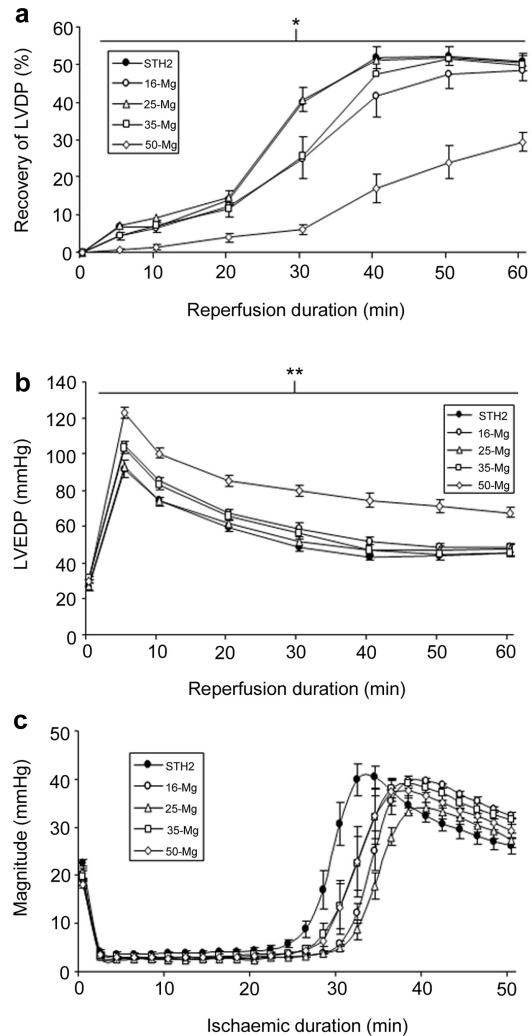 a
*
60
50
40
30
20
10
0
Recovery of LVDP (%)
STH2
16-Mg
25-Mg
35-Mg
50-Mg
0 10 20 30 40 50 60
Reperfusion duration (min)
b
**
140
120
100
80
60
40
20
0
LVEDP (mmHg)
STH2
16-Mg
25-Mg
35-Mg
50-Mg
0 10 20 30 40 50 60
Reperfusion duration (min)
c
50
40
30
20
10
0
Magnitude (mmHg)
STH2
16-Mg
25-Mg
35-Mg
50-Mg
0 10 20 30 40 50
Ischaemic duration (min)